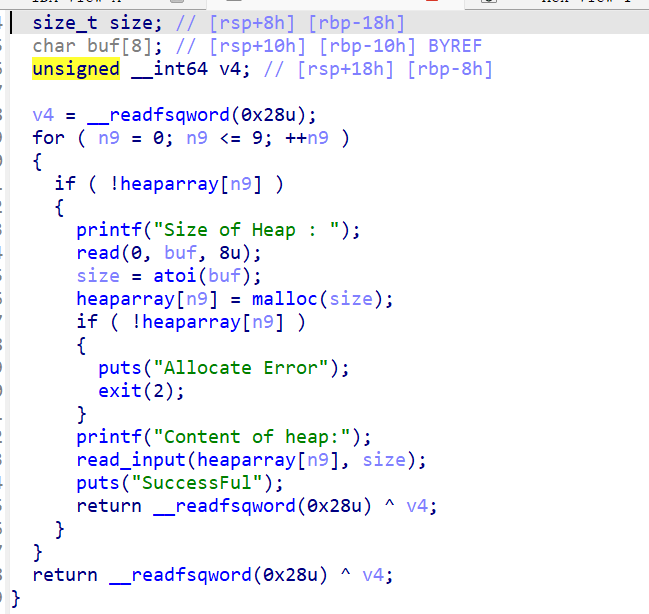 size_t size; // [rsp+8h] [rbp-18h]
char buf[8]; // [rsp+10h] [rbp-10h] BYREF
unsigned __int64 v4; // [rsp+18h] [rbp-8h]
v4 = __readfsqword(0x28u);
for ( n9 = 0; n9 <= 9; ++n9 )
{
if ( !heaparray[n9] )
{
printf("Size of Heap : ");
read(0, buf, 8u);
size = atoi(buf);
heaparray[n9] = malloc(size);
if ( !heaparray[n9] )
{
puts("Allocate Error");
exit(2);
}
printf("Content of heap:");
read_input(heaparray[n9], size);
puts("SuccessFul");
return __readfsqword(0x28u) ^ v4;
}
}
return __readfsqword(0x28u) ^ v4;
}